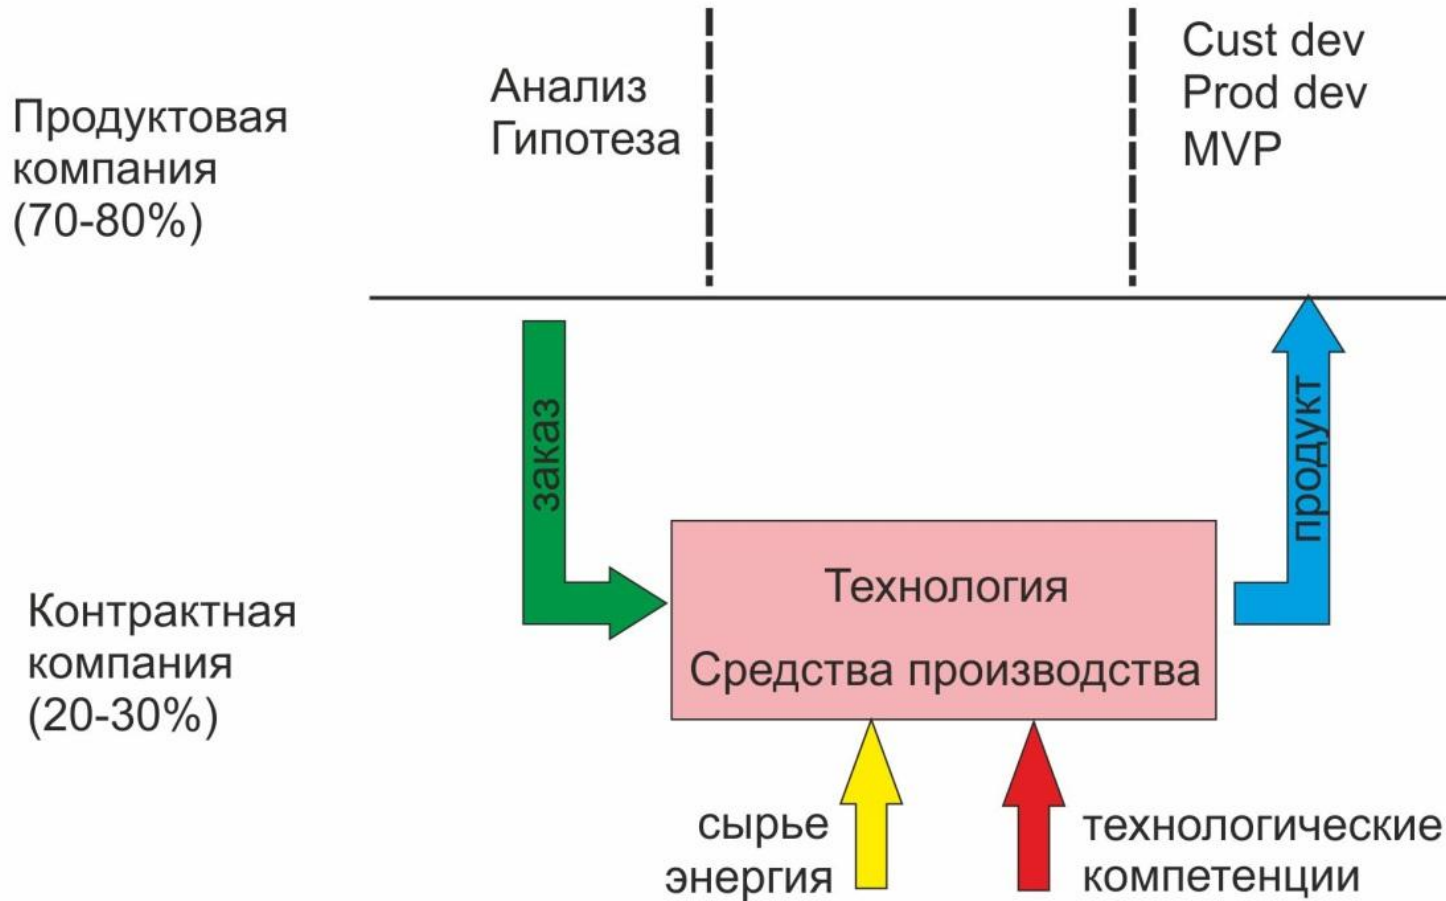 Продуктовая
компания
(70-80%)
Анализ
Гипотеза
Cust dev
Prod dev
MVP
заказ
продукт
Контрактная
компания
(20-30%)
Технология
Средства производства
сырье
энергия
технологические
компетенции